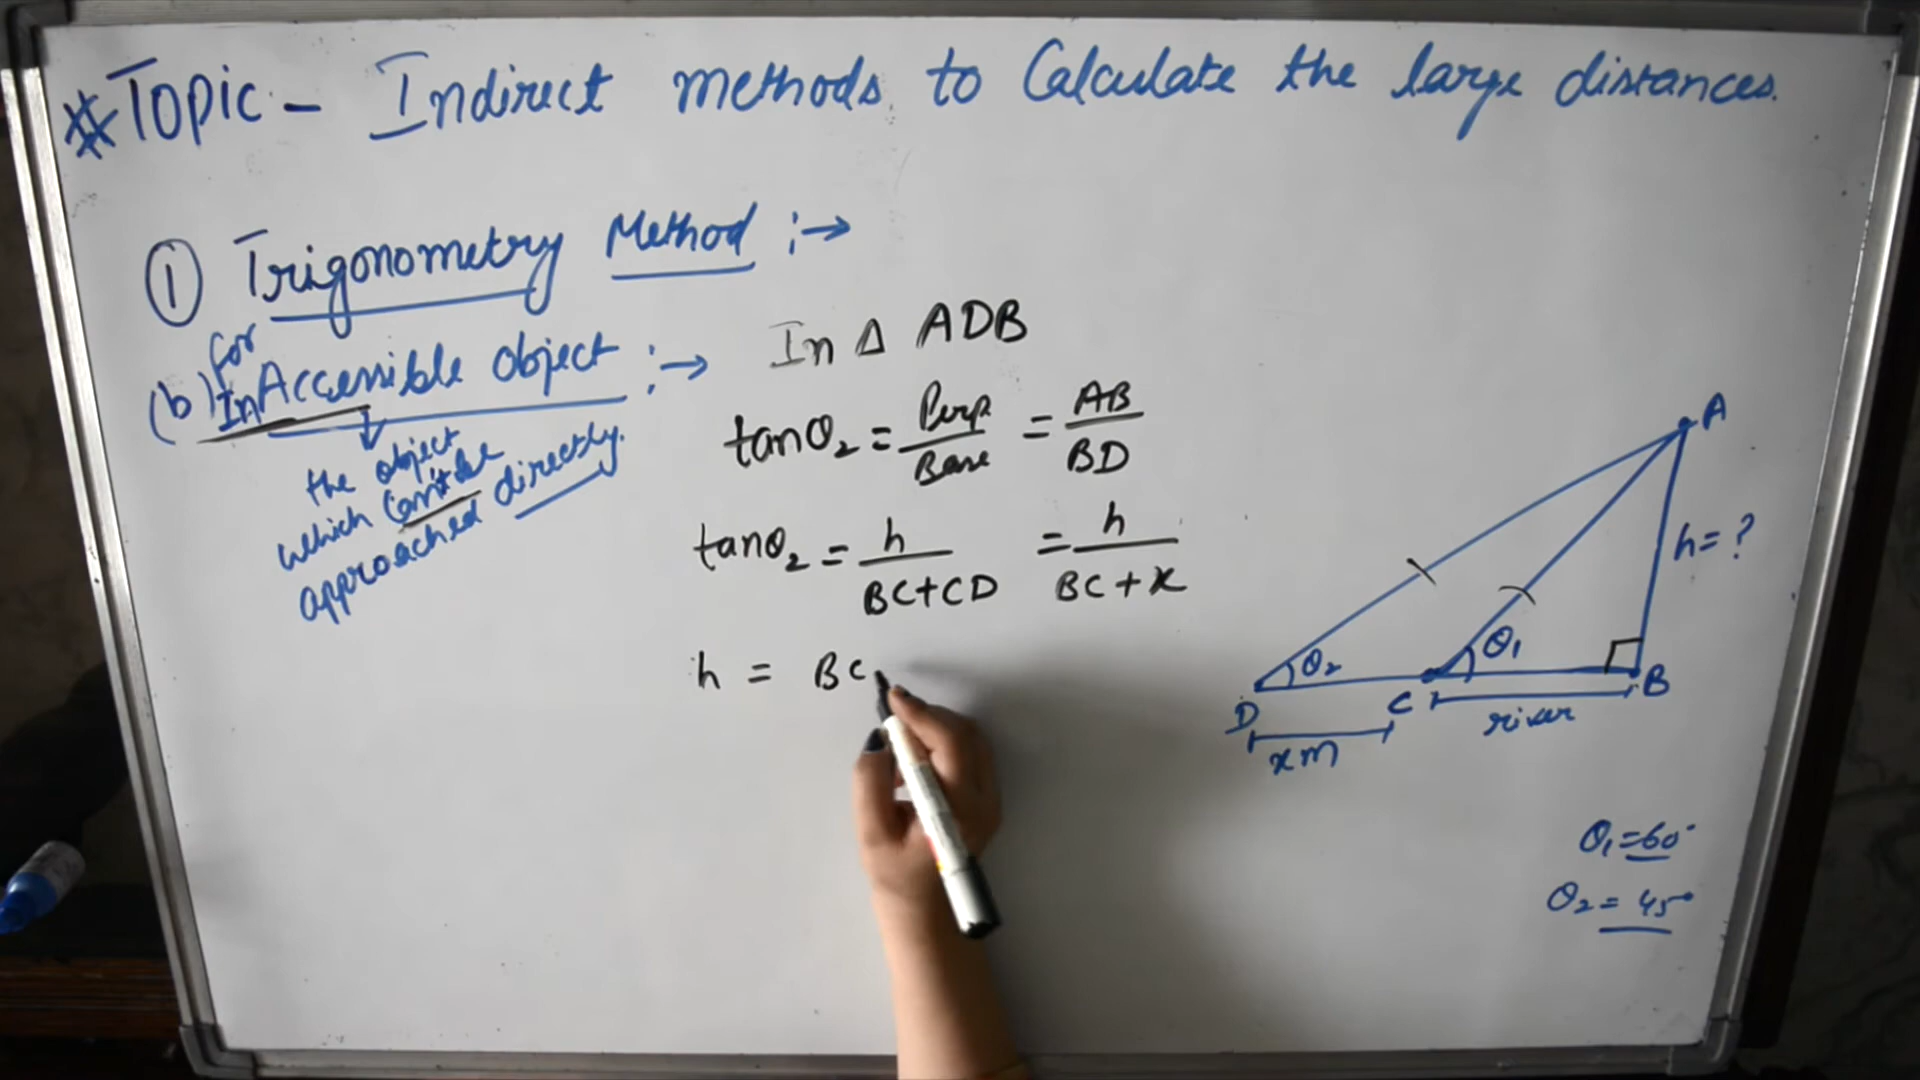 # Topic - Indirect methods to Calculate the large distances.
① Trigonometry Method :→
for
(b) InAccessible object :→
the object
which can't be
approached directly.
In Δ ADB
tanθ₂ = Perp/Base = AB/BD
tanθ₂ = h/BC+CD = h/BC+x
h = BC
A
h = ?
θ₂
θ₁
D
C
B
river
x m
θ₁ = 60°
θ₂ = 45°